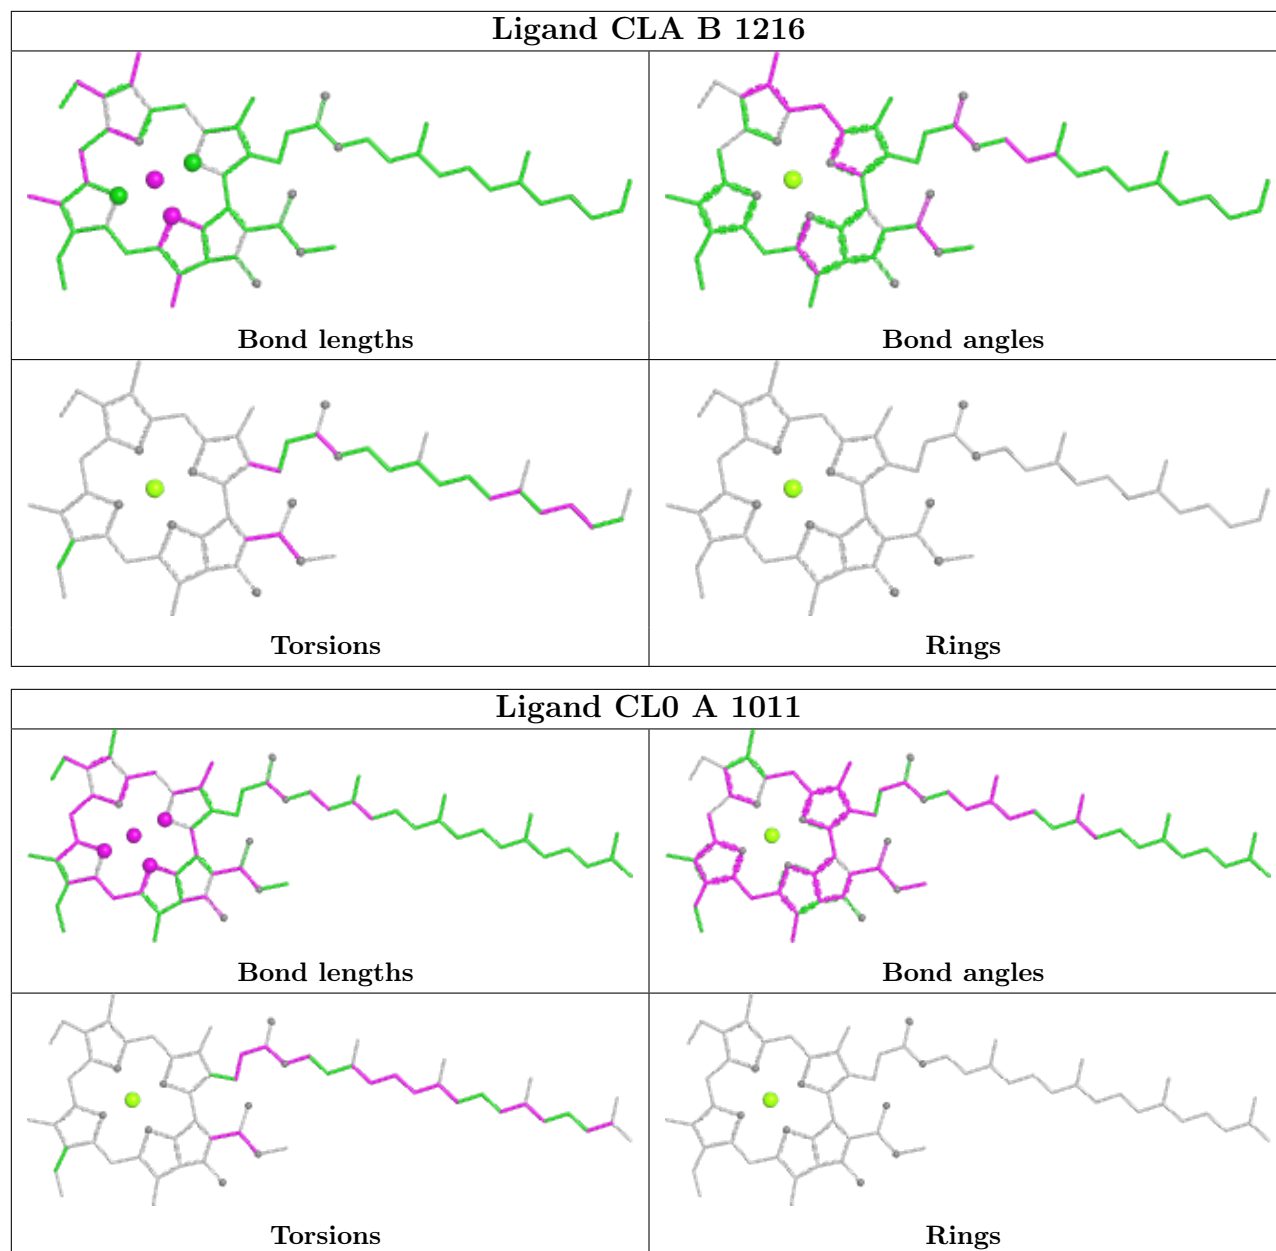 Ligand CLA B 1216
Bond lengths
Bond angles
Torsions
Rings
Ligand CL0 A 1011
Bond lengths
Bond angles
Torsions
Rings